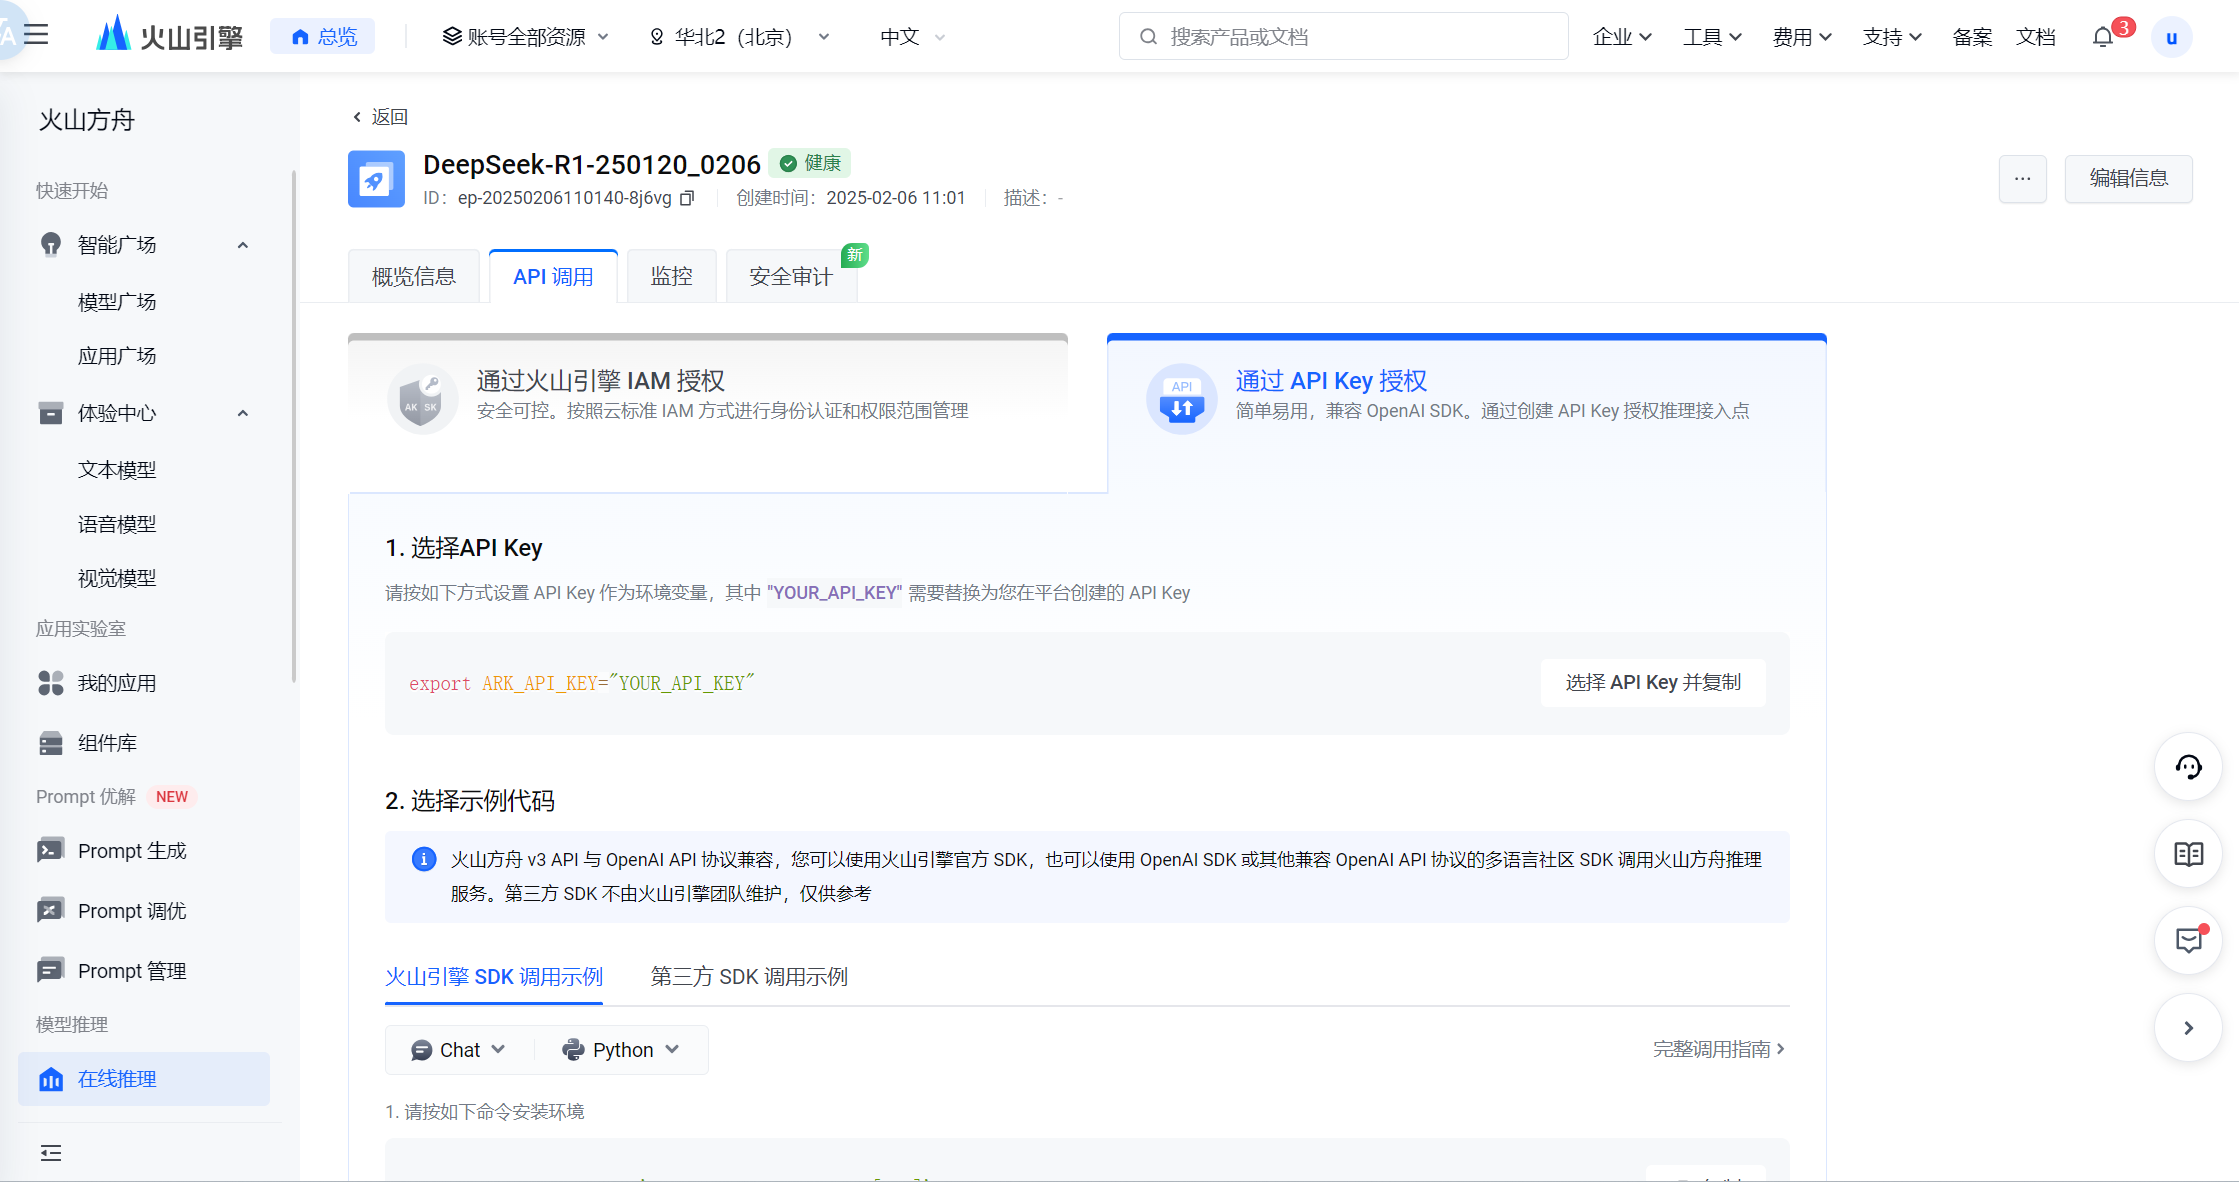 火山引擎
总览
账号全部资源
华北2（北京）
中文
搜索产品或文档
企业
工具
费用
支持
备案
文档
3
u
火山方舟
快速开始
智能广场
模型广场
应用广场
体验中心
文本模型
语音模型
视觉模型
应用实验室
我的应用
组件库
Prompt 优解 NEW
Prompt 生成
Prompt 调优
Prompt 管理
模型推理
在线推理
返回
DeepSeek-R1-250120_0206 健康
ID： ep-20250206110140-8j6vg 创建时间： 2025-02-06 11:01 描述： -
... 编辑信息
概览信息
API 调用
监控
安全审计
新
AK SK
通过火山引擎 IAM 授权
安全可控。按照云标准 IAM 方式进行身份认证和权限范围管理
API
通过 API Key 授权
简单易用，兼容 OpenAI SDK。通过创建 API Key 授权推理接入点
1. 选择API Key
请按如下方式设置 API Key 作为环境变量，其中 "YOUR_API_KEY" 需要替换为您在平台创建的 API Key
export ARK_API_KEY="YOUR_API_KEY"
选择 API Key 并复制
2. 选择示例代码
火山方舟 v3 API 与 OpenAI API 协议兼容，您可以使用火山引擎官方 SDK，也可以使用 OpenAI SDK 或其他兼容 OpenAI API 协议的多语言社区 SDK 调用火山方舟推理
服务。第三方 SDK 不由火山引擎团队维护，仅供参考
火山引擎 SDK 调用示例
第三方 SDK 调用示例
Chat
Python
完整调用指南
1. 请按如下命令安装环境